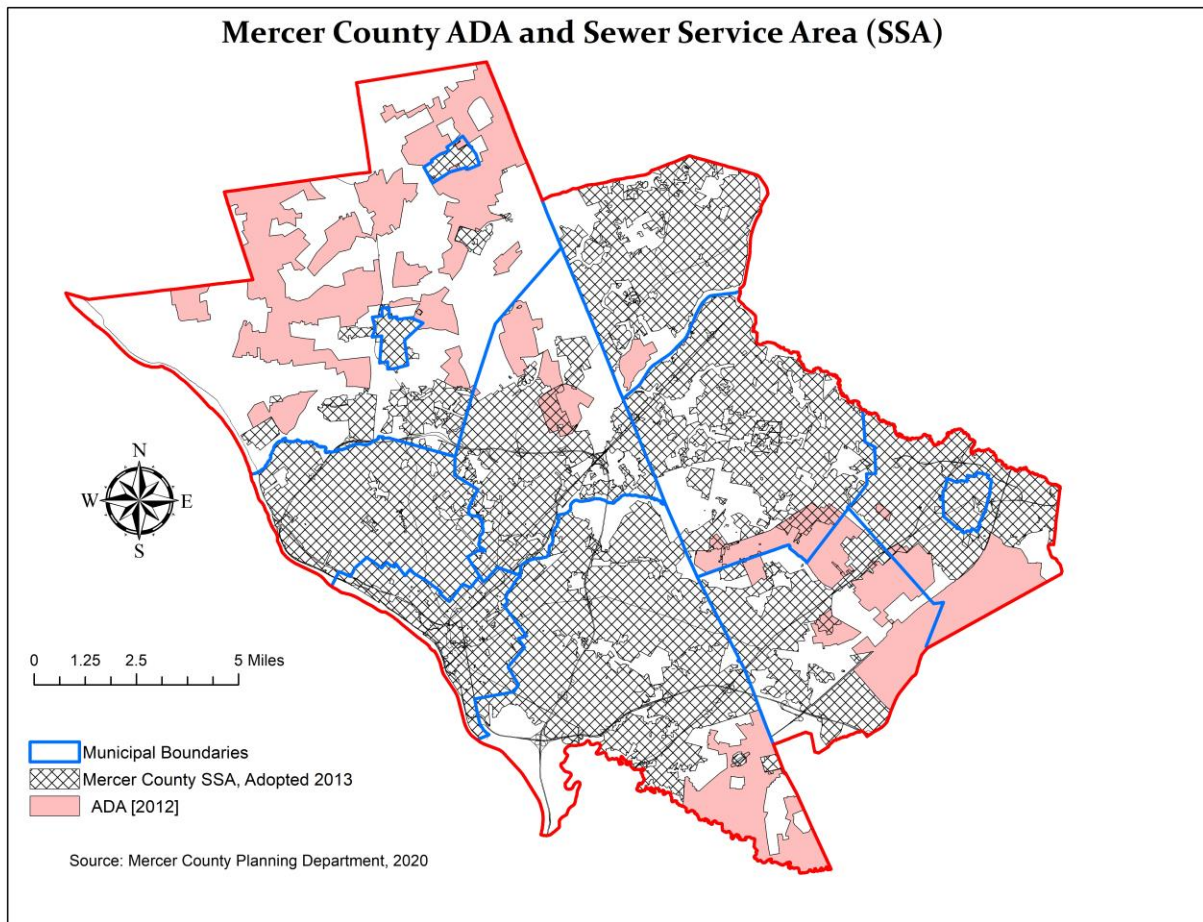 Mercer County ADA and Sewer Service Area (SSA)
N
W E
S
0 1.25 2.5 5 Miles
Municipal Boundaries
Mercer County SSA, Adopted 2013
ADA [2012]
Source: Mercer County Planning Department, 2020